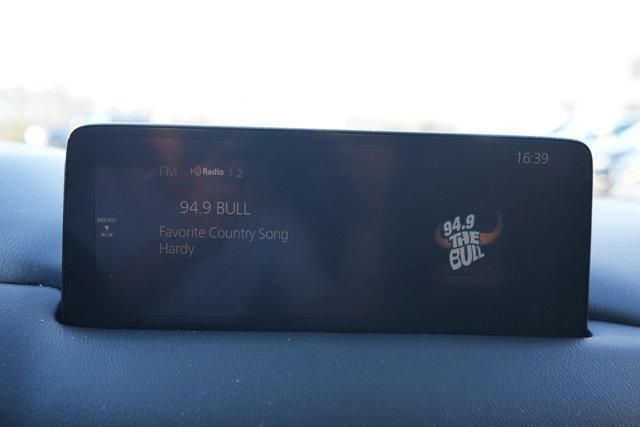 16:39
FM HD Radio 1 2
94.9 BULL
MENU
Favorite Country Song
Hardy
94.9
THE
BULL